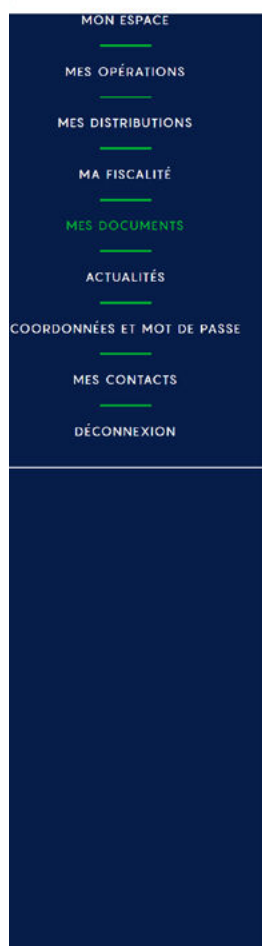 MON ESPACE
MES OPÉRATIONS
MES DISTRIBUTIONS
MA FISCALITÉ
MES DOCUMENTS
ACTUALITÉS
COORDONNÉES ET MOT DE PASSE
MES CONTACTS
DÉCONNEXION